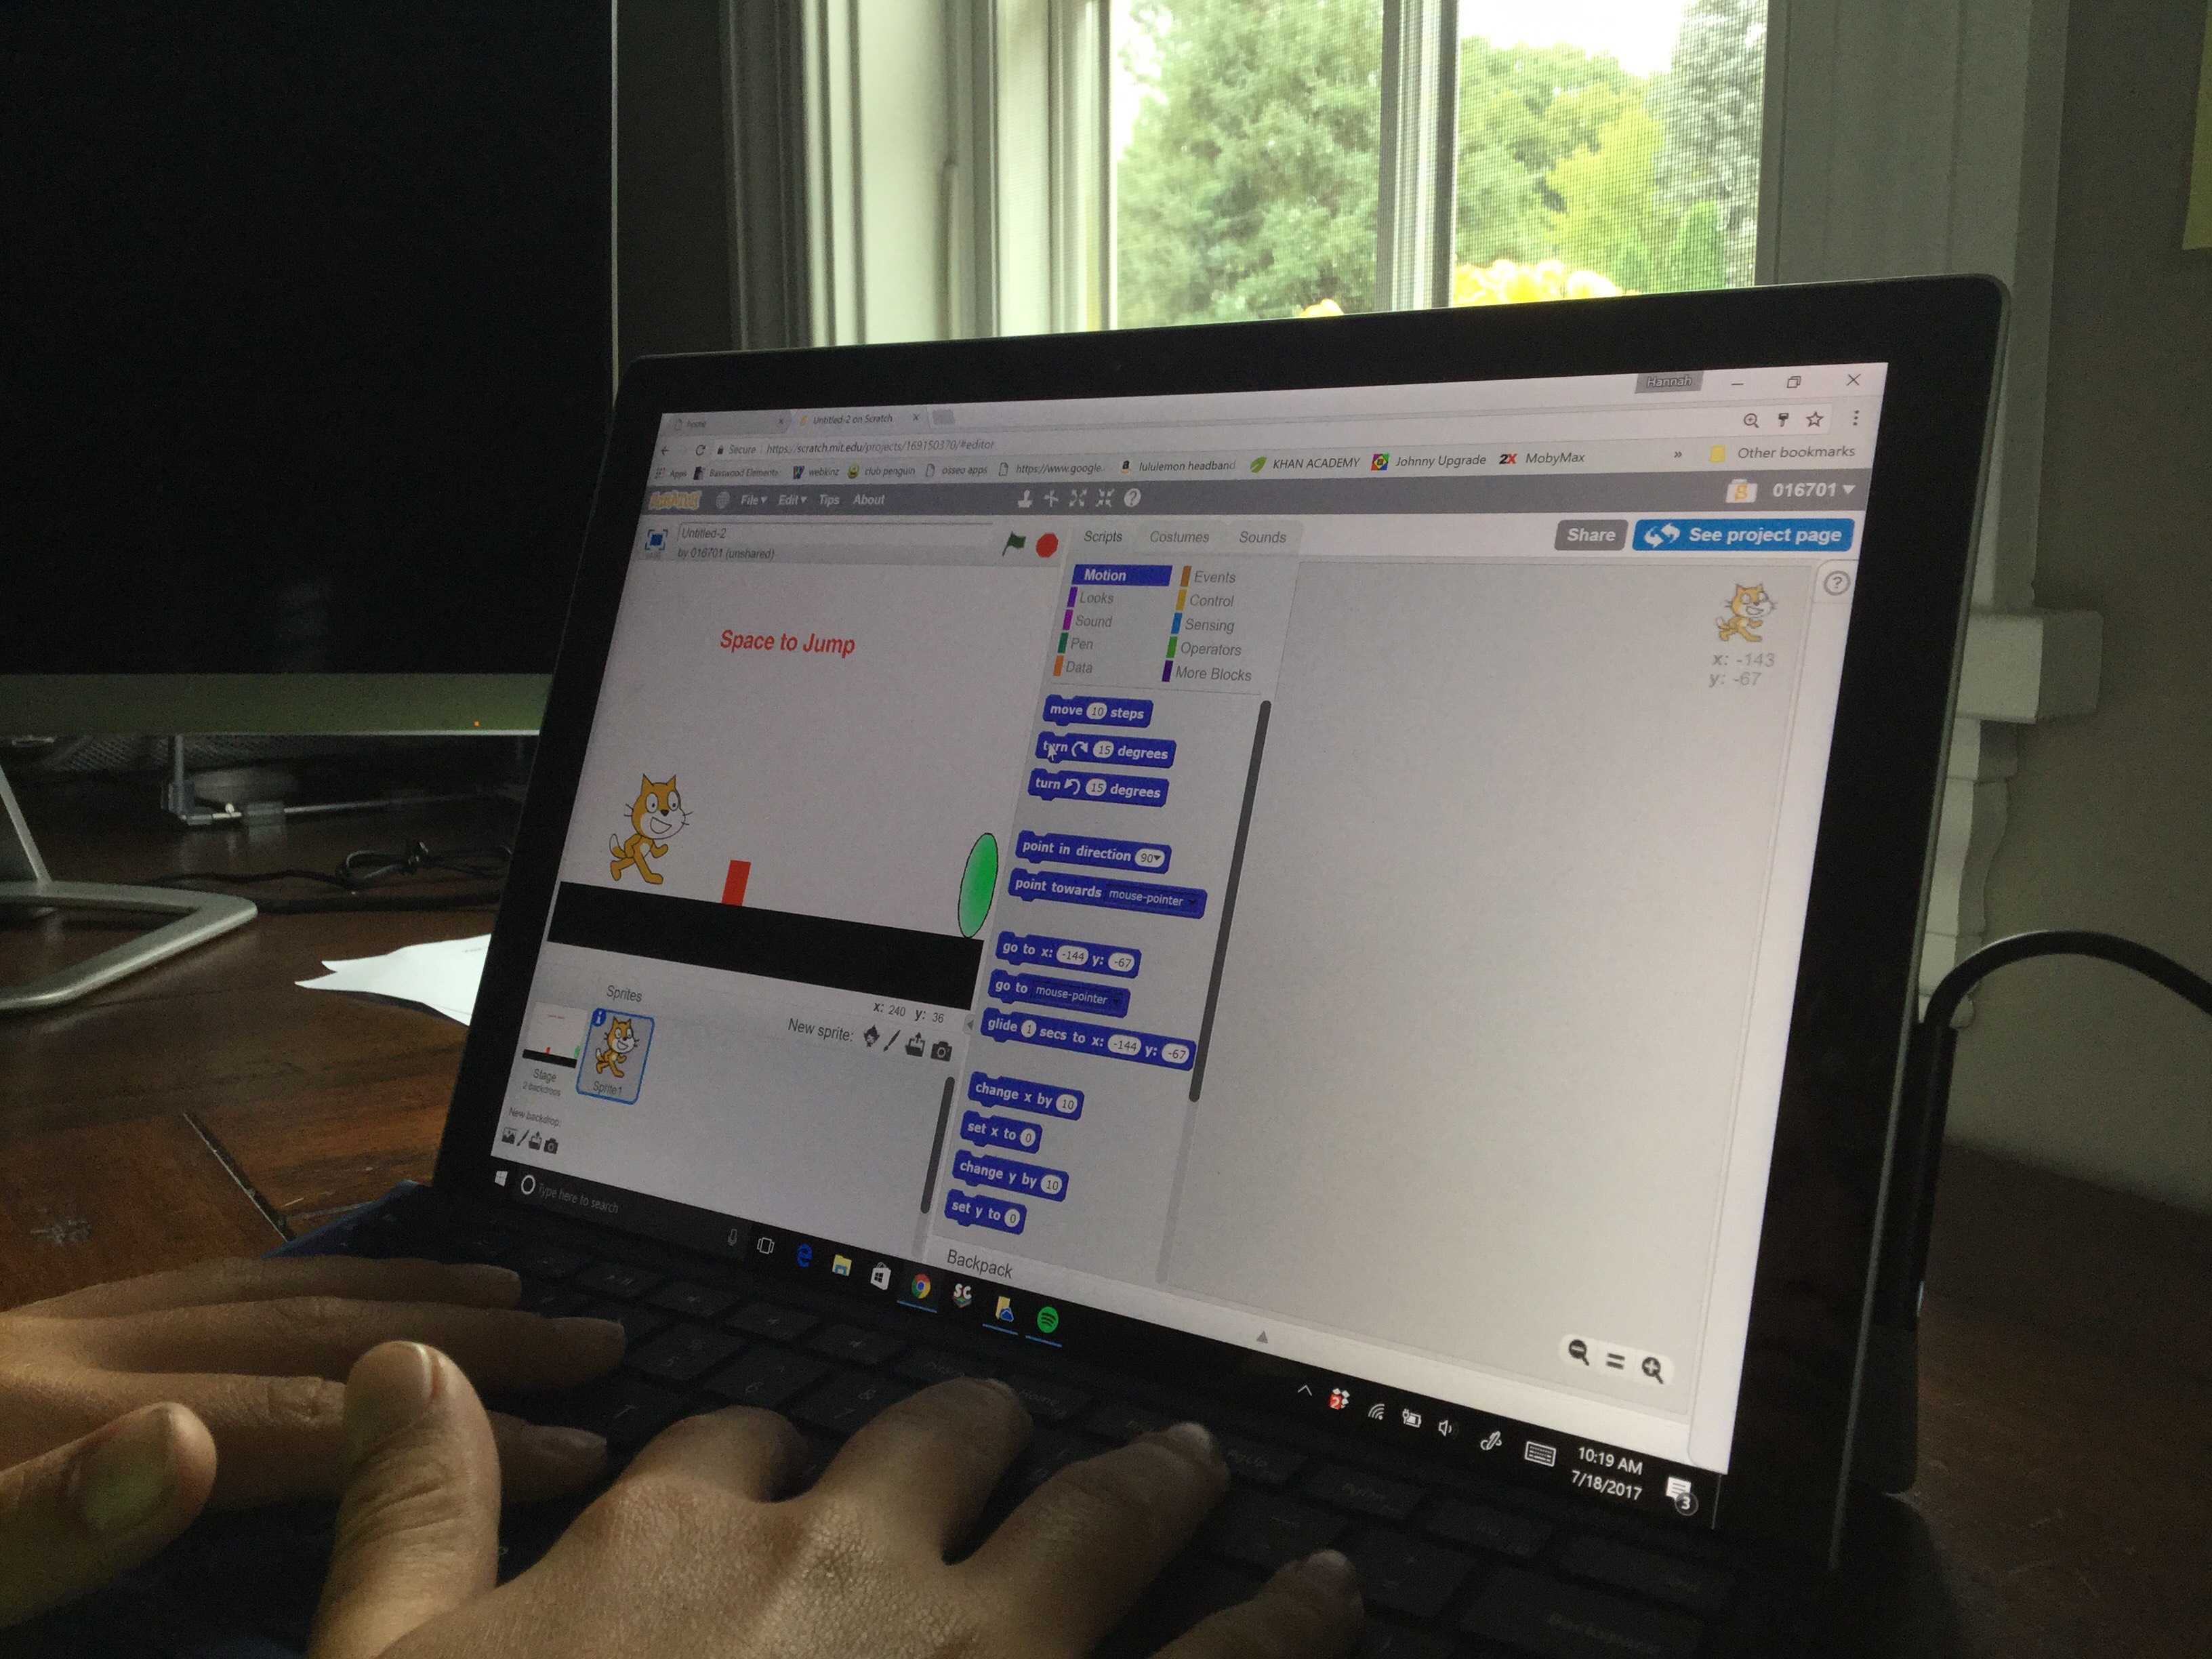 Hannah
home
Untitled-2 on Scratch
Secure https://scratch.mit.edu/projects/169150370/#editor
Apps Basswood Elementa webkinz club penguin osseo apps https://www.google. lululemon headband KHAN ACADEMY Johnny Upgrade 2X MobyMax » Other bookmarks
SCRATCH File Edit Tips About
016701
Untitled-2
by 016701 (unshared)
Scripts Costumes Sounds
Share See project page
Motion Events
Looks Control
Sound Sensing
Pen Operators
Data More Blocks
x: -143
y: -67
Space to Jump
move 10 steps
turn 15 degrees
turn 15 degrees
point in direction 90
point towards mouse-pointer
go to x: -144 y: -67
go to mouse-pointer
glide 1 secs to x: -144 y: -67
change x by 10
set x to 0
change y by 10
set y to 0
x: 240 y: 36
Sprites
New sprite:
Stage
2 backdrops
Sprite1
New backdrop:
Backpack
Type here to search
SC
2
10:19 AM
7/18/2017
3